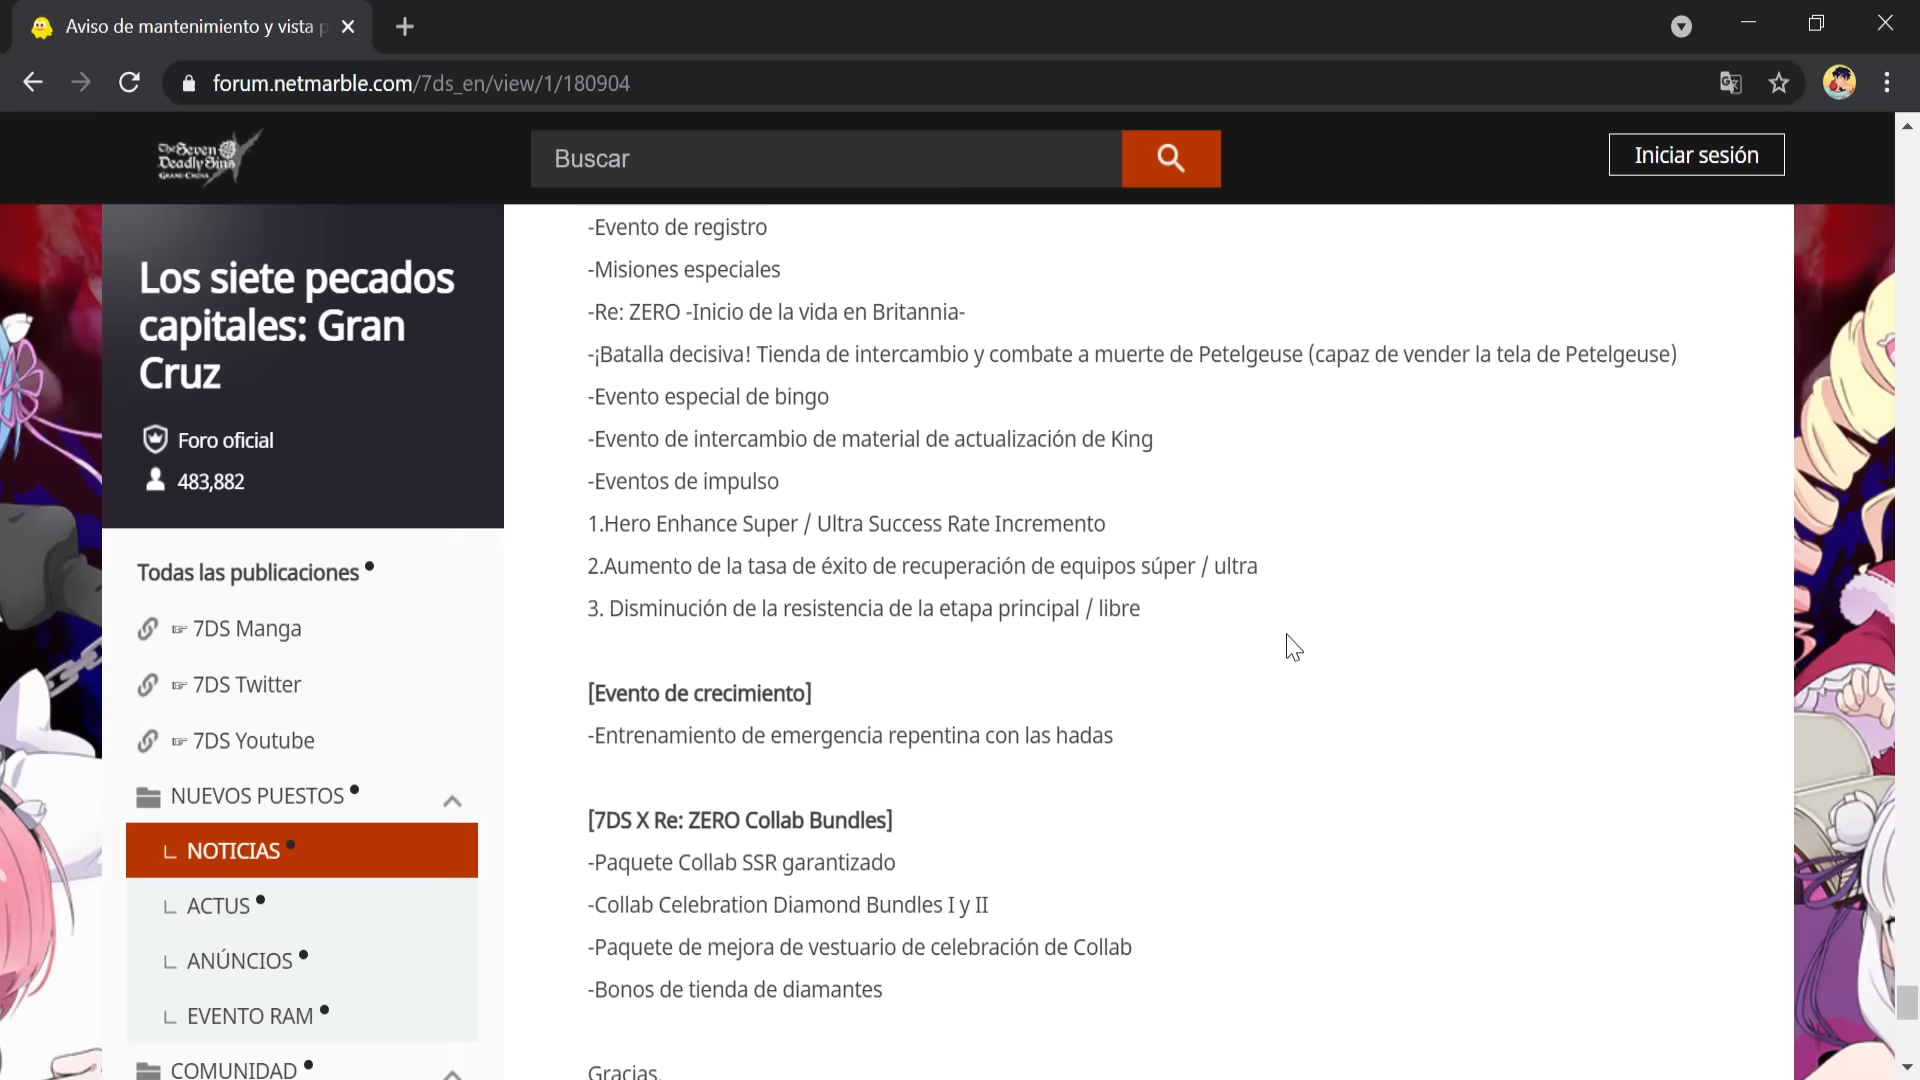 Aviso de mantenimiento y vista p
forum.netmarble.com/7ds_en/view/1/180904
The Seven
Deadly Sins
Grand Cross
Buscar
Iniciar sesión
Los siete pecados
capitales: Gran
Cruz
Foro oficial
483,882
Todas las publicaciones
☞ 7DS Manga
☞ 7DS Twitter
☞ 7DS Youtube
NUEVOS PUESTOS
NOTICIAS
ACTUS
ANÚNCIOS
EVENTO RAM
COMUNIDAD
-Evento de registro
-Misiones especiales
-Re: ZERO -Inicio de la vida en Britannia-
-¡Batalla decisiva! Tienda de intercambio y combate a muerte de Petelgeuse (capaz de vender la tela de Petelgeuse)
-Evento especial de bingo
-Evento de intercambio de material de actualización de King
-Eventos de impulso
1.Hero Enhance Super / Ultra Success Rate Incremento
2.Aumento de la tasa de éxito de recuperación de equipos súper / ultra
3. Disminución de la resistencia de la etapa principal / libre
[Evento de crecimiento]
-Entrenamiento de emergencia repentina con las hadas
[7DS X Re: ZERO Collab Bundles]
-Paquete Collab SSR garantizado
-Collab Celebration Diamond Bundles I y II
-Paquete de mejora de vestuario de celebración de Collab
-Bonos de tienda de diamantes
Gracias.